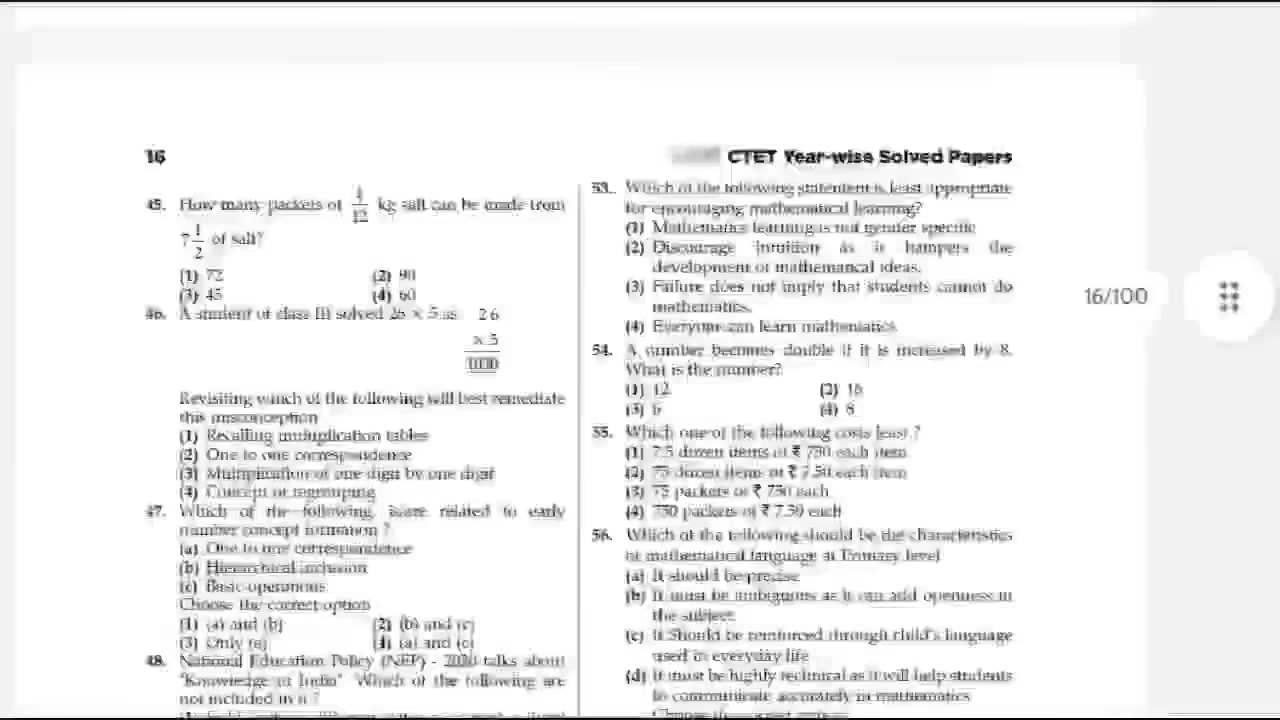 16
CTET Year-wise Solved Papers
45. How many packets of 1/12 kg salt can be made from
7 1/2 of salt?
(1) 72 (2) 90
(3) 45 (4) 60
46. A student of class III solved 26 × 5 as 2 6
× 5
1030
Revisiting which of the following will best remediate
this misconception
(1) Recalling multiplication tables
(2) One to one correspondence
(3) Multiplication of one digit by one digit
(4) Concept of regrouping
47. Which of the following is/are related to early
number concept formation ?
(a) One to one correspondence
(b) Hierarchical inclusion
(c) Basic operations
Choose the correct option
(1) (a) and (b) (2) (b) and (c)
(3) Only (a) (4) (a) and (c)
48. National Education Policy (NEP) - 2020 talks about
"Knowledge of India" Which of the following are
not included in it ?
53. Which of the following statement is least appropriate
for encouraging mathematical learning?
(1) Mathematics learning is not gender specific
(2) Discourage intuition as it hampers the
development of mathematical ideas.
(3) Failure does not imply that students cannot do
mathematics.
(4) Everyone can learn mathematics
54. A number becomes double if it is increased by 8.
What is the number?
(1) 12 (2) 16
(3) 6 (4) 8
55. Which one of the following costs least ?
(1) 7.5 dozen items of ₹ 750 each item
(2) 75 dozen items of ₹ 7.50 each item
(3) 75 packets of ₹ 750 each
(4) 750 packets of ₹ 7.50 each
56. Which of the following should be the characteristics
of mathematical language at Primary level
(a) It should be precise
(b) It must be ambiguous as it can add openness in
the subject
(c) It Should be reinforced through child's language
used in everyday life
(d) It must be highly technical as it will help students
to communicate accurately in mathematics
16/100